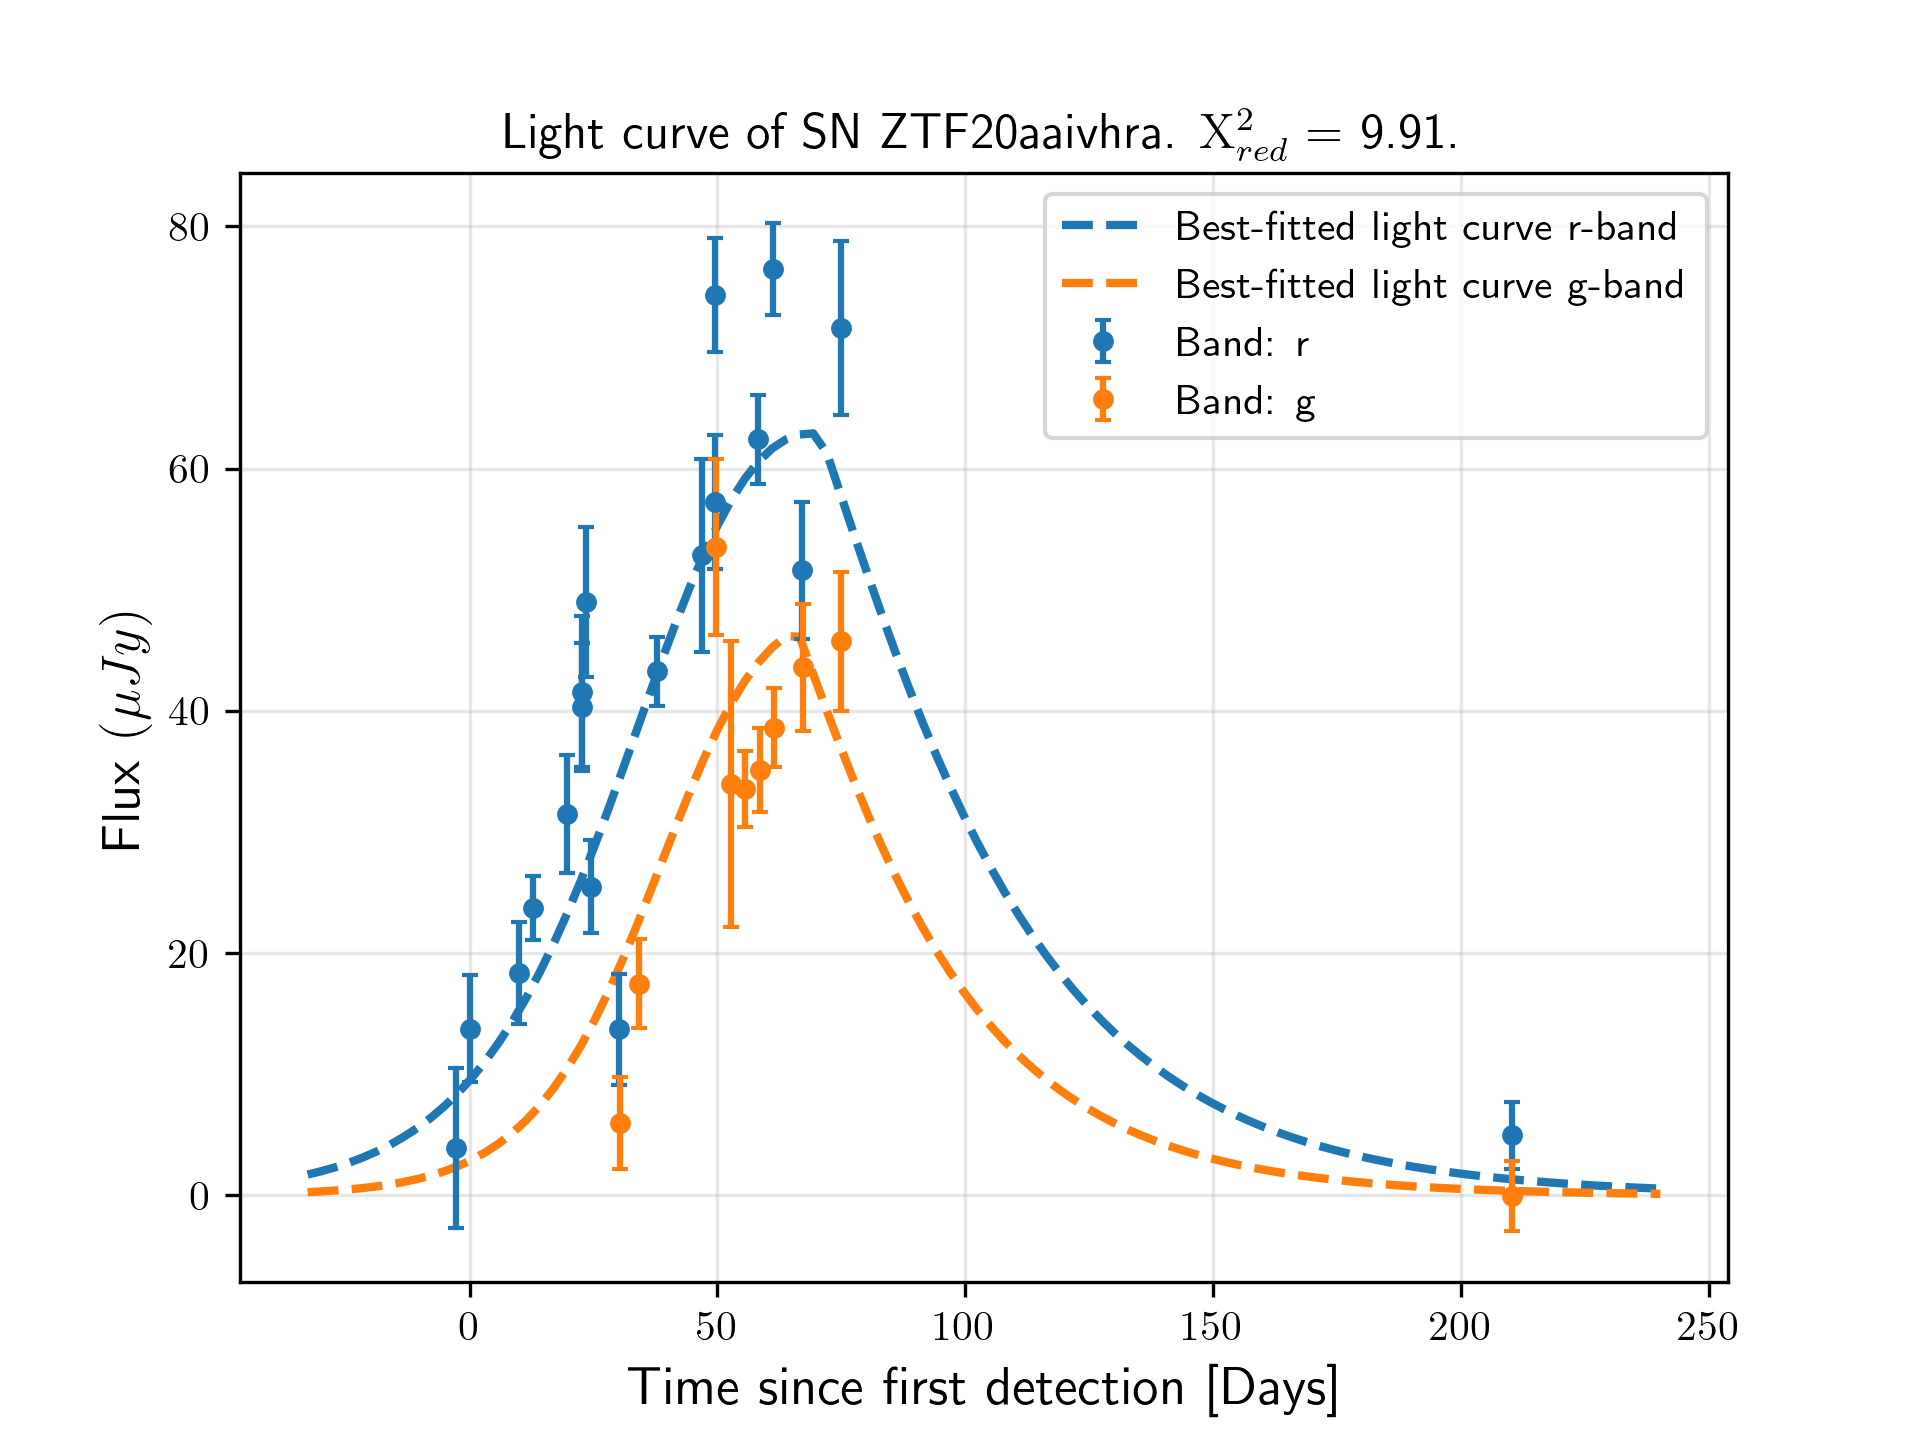 Light curve of SN ZTF20aaivhra. X²_red = 9.91.
Best-fitted light curve r-band
Best-fitted light curve g-band
Band: r
Band: g
Flux (μJy)
80
60
40
20
0
0 50 100 150 200 250
Time since first detection [Days]